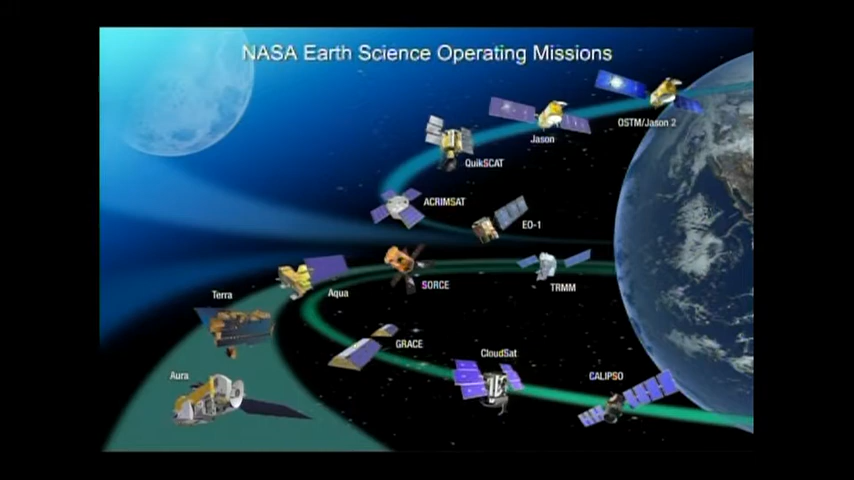 NASA Earth Science Operating Missions
OSTM/Jason 2
Jason
QuikSCAT
ACRIMSAT
EO-1
SORCE
TRMM
Aqua
Terra
GRACE
CloudSat
Aura
CALIPSO